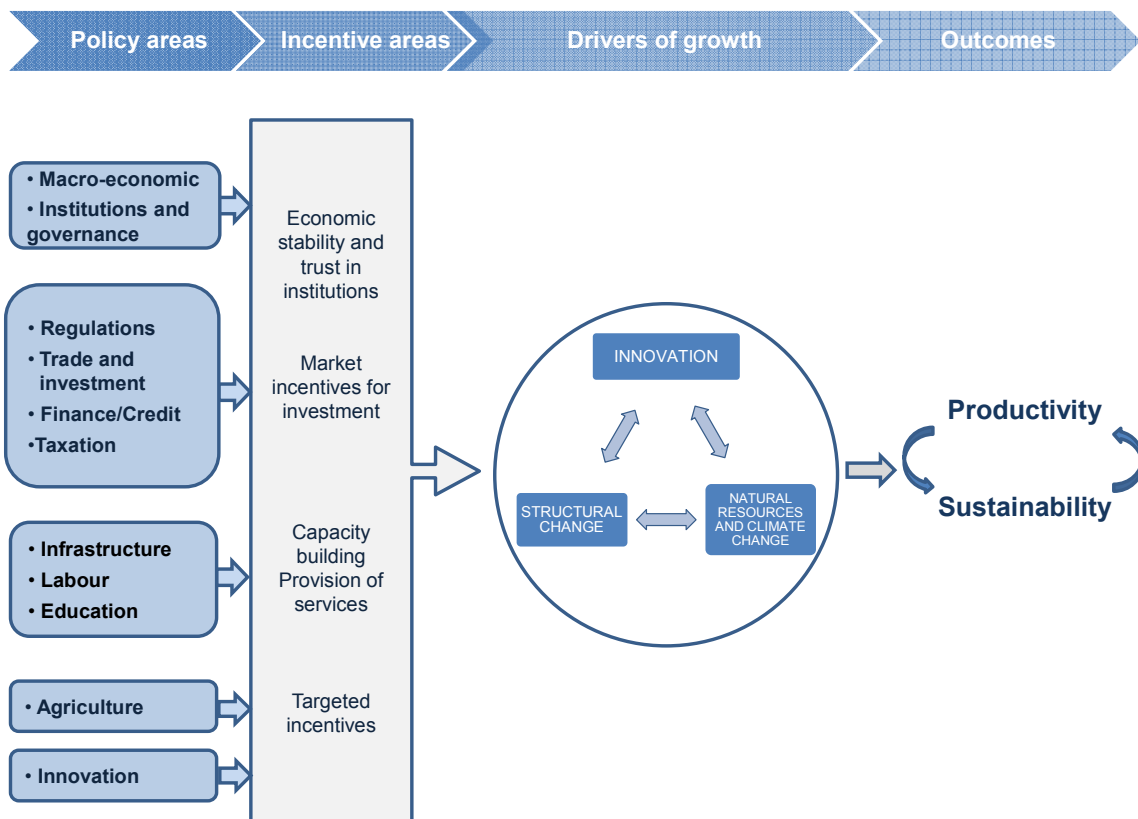 Policy areas
Incentive areas
Drivers of growth
Outcomes
• Macro-economic
• Institutions and
governance
• Regulations
• Trade and
investment
• Finance/Credit
•Taxation
• Infrastructure
• Labour
• Education
• Agriculture
• Innovation
Economic
stability and
trust in
institutions
Market
incentives for
investment
Capacity
building
Provision of
services
Targeted
incentives
INNOVATION
STRUCTURAL
CHANGE
NATURAL
RESOURCES
AND CLIMATE
CHANGE
Productivity
Sustainability